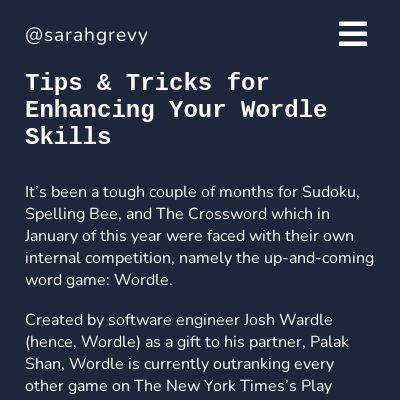 @sarahgrevy
Tips & Tricks for
Enhancing Your Wordle
Skills
It’s been a tough couple of months for Sudoku,
Spelling Bee, and The Crossword which in
January of this year were faced with their own
internal competition, namely the up-and-coming
word game: Wordle.
Created by software engineer Josh Wardle
(hence, Wordle) as a gift to his partner, Palak
Shan, Wordle is currently outranking every
other game on The New York Times’s Play